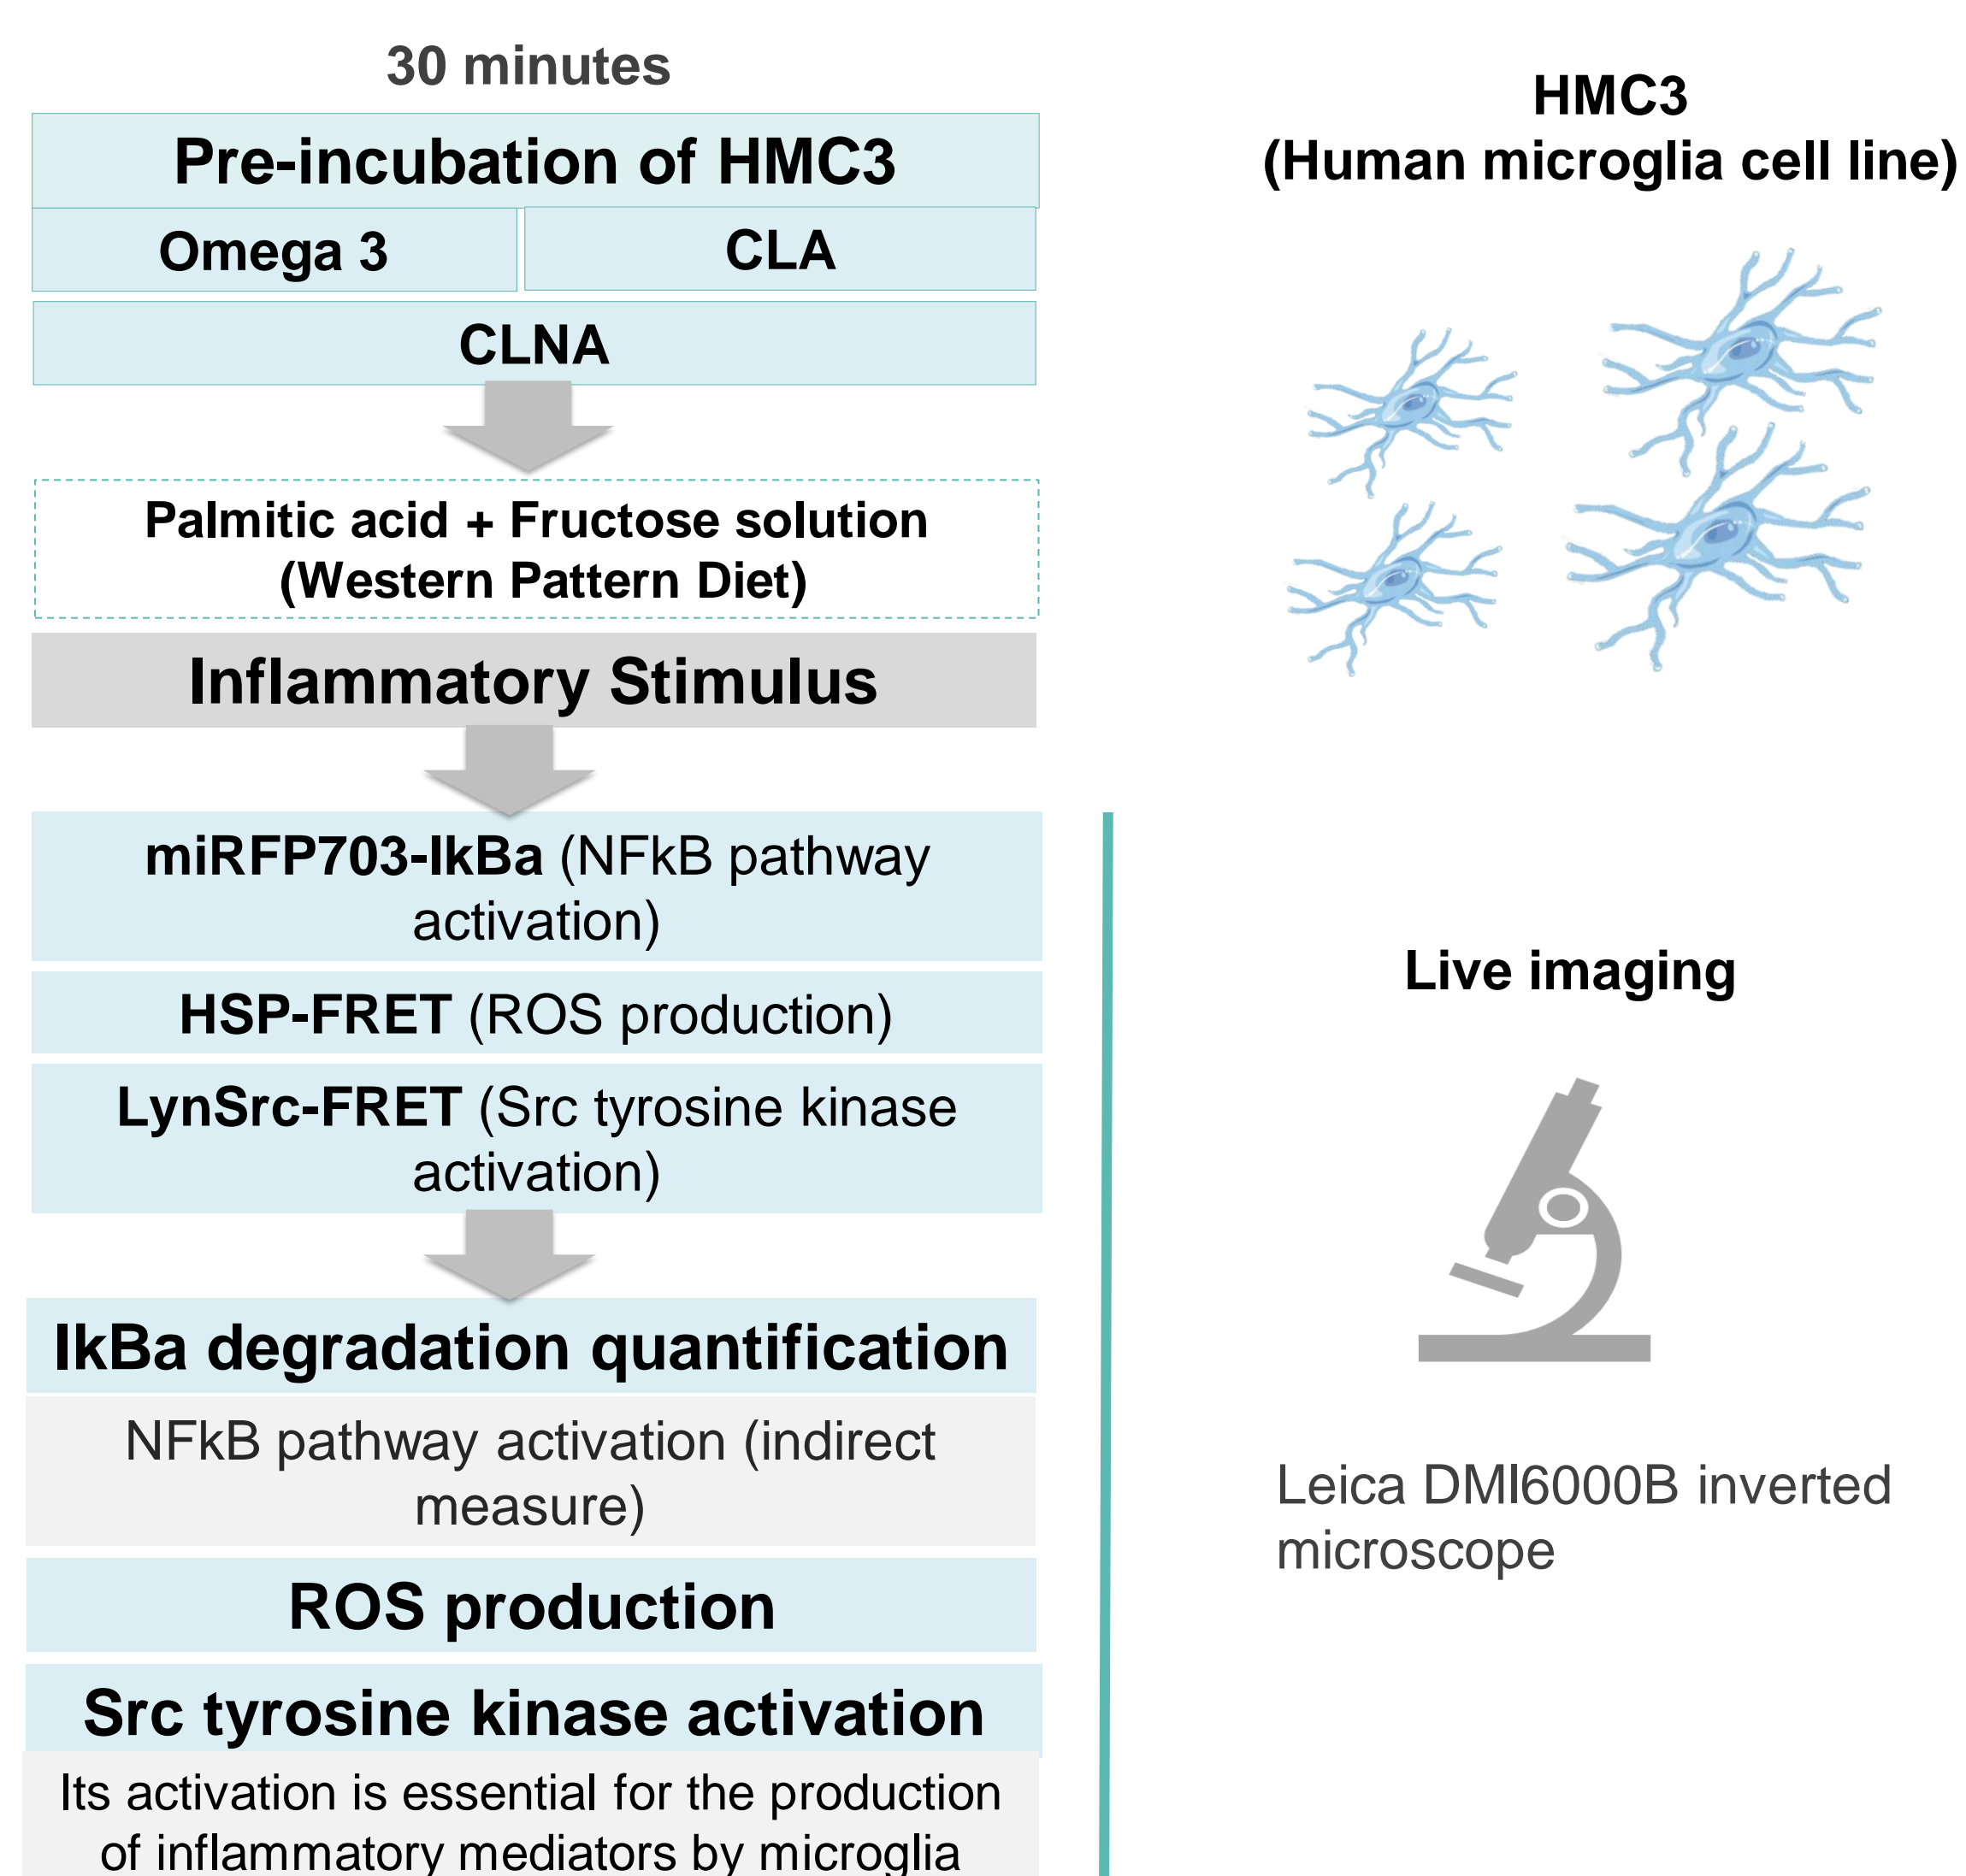 30 minutes
Pre-incubation of HMC3
Omega 3
CLA
CLNA
Palmitic acid + Fructose solution
(Western Pattern Diet)
Inflammatory Stimulus
miRFP703-IkBa (NFkB pathway
activation)
HSP-FRET (ROS production)
LynSrc-FRET (Src tyrosine kinase
activation)
IkBa degradation quantification
NFkB pathway activation (indirect
measure)
ROS production
Src tyrosine kinase activation
Its activation is essential for the production
of inflammatory mediators by microglia
HMC3
(Human microglia cell line)
Live imaging
Leica DMI6000B inverted
microscope